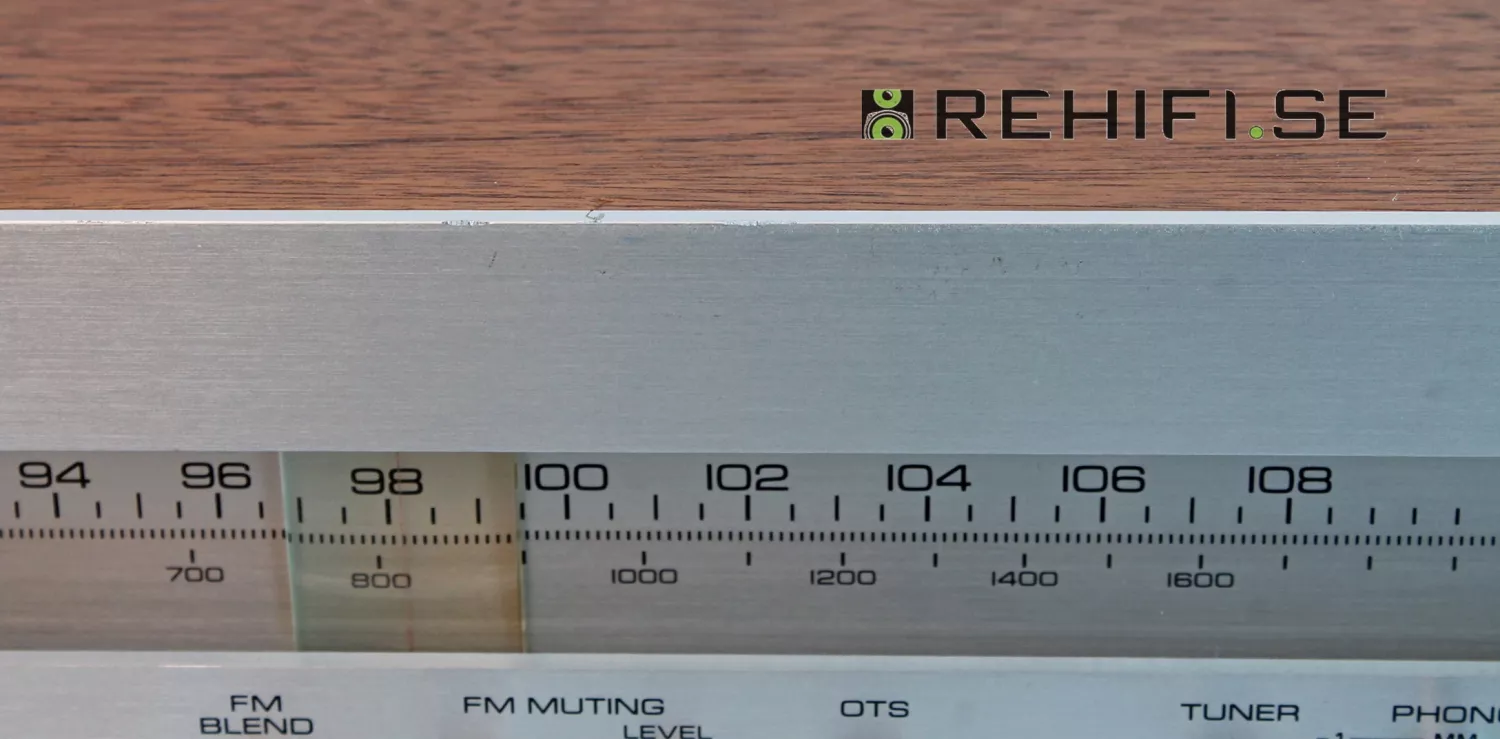 REHIFI.SE
94 96 98 100 102 104 106 108
700 800 1000 1200 1400 1600
FM BLEND
FM MUTING
LEVEL
OTS
TUNER
PHONO
MM